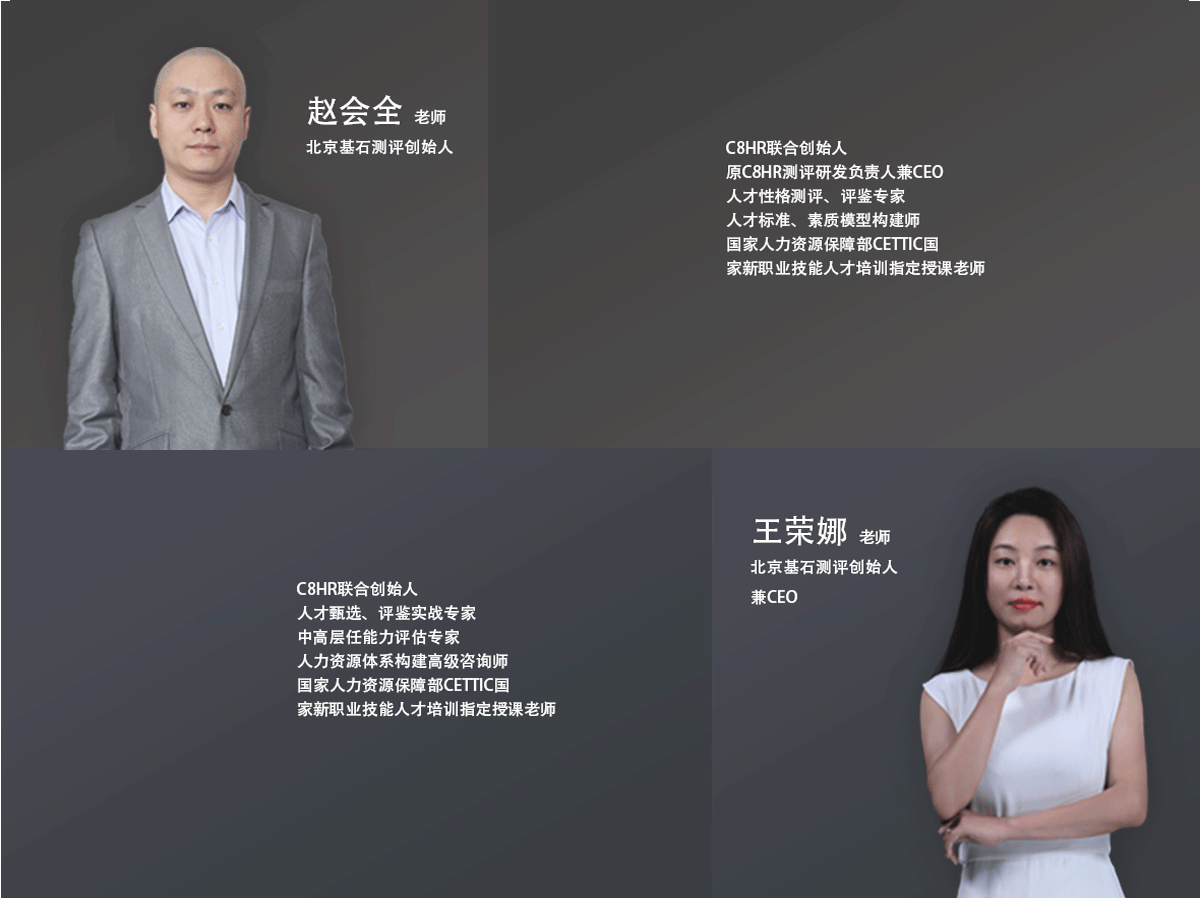 赵会全 老师
北京基石测评创始人
C8HR联合创始人
原C8HR测评研发负责人兼CEO
人才性格测评、评鉴专家
人才标准、素质模型构建师
国家人力资源保障部CETTIC国
家新职业技能人才培训指定授课老师
王荣娜 老师
北京基石测评创始人
兼CEO
C8HR联合创始人
人才甄选、评鉴实战专家
中高层任能力评估专家
人力资源体系构建高级咨询师
国家人力资源保障部CETTIC国
家新职业技能人才培训指定授课老师